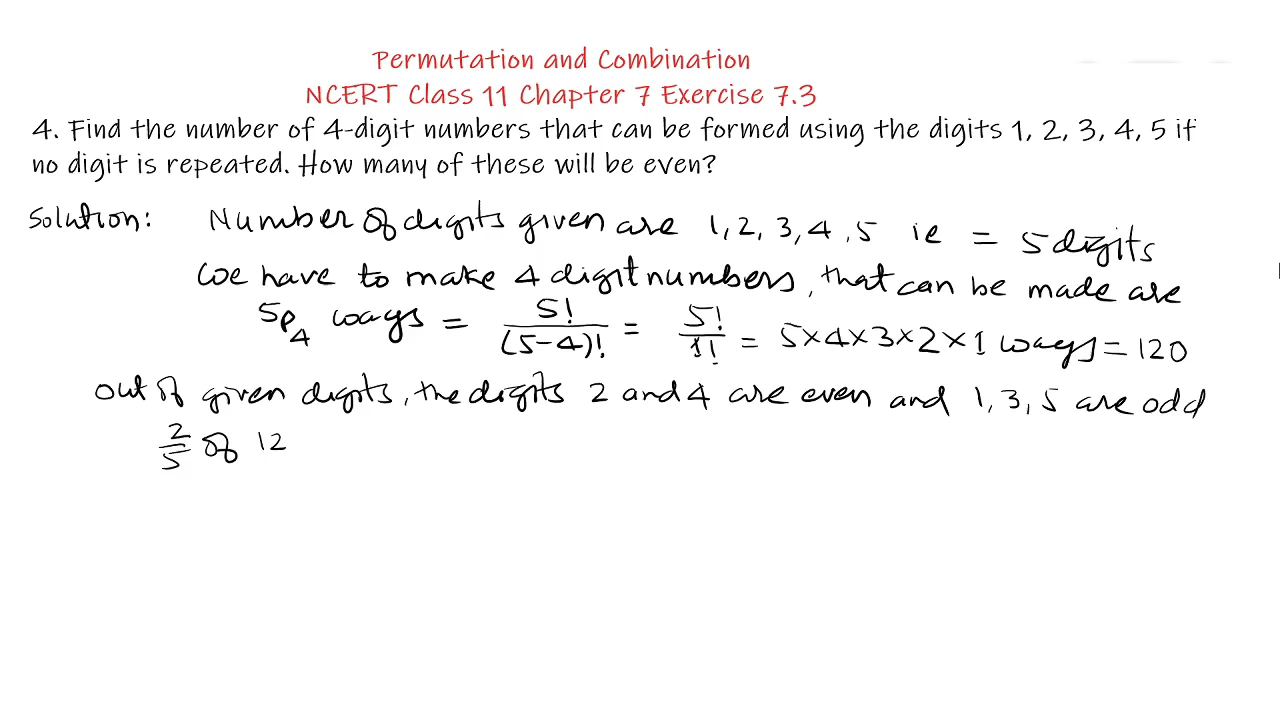 Permutation and Combination
NCERT Class 11 Chapter 7 Exercise 7.3
4. Find the number of 4-digit numbers that can be formed using the digits 1, 2, 3, 4, 5 if
no digit is repeated. How many of these will be even?
Solution: Number of digits given are 1, 2, 3, 4, 5 ie = 5 digits
We have to make 4 digit numbers, that can be made are
5P4 ways = 5!/(5-4)! = 5!/1! = 5×4×3×2×1 ways = 120
Out of given digits, the digits 2 and 4 are even and 1, 3, 5 are odd
2/5 of 12